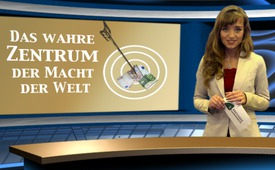 Das wahre
Zentrum
der Macht
der Welt